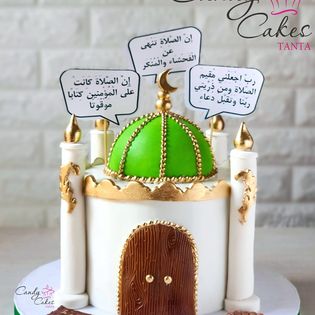 Candy
Cakes
TANTA
إن الصلاة تنهى
عن
الفحشاء والمنكر
إن الصلاة كانت
على المؤمنين كتابا
موقوتا
رب اجعلني مقيم
الصلاة ومن ذريتي
ربنا وتقبل دعاء
Candy
Cakes